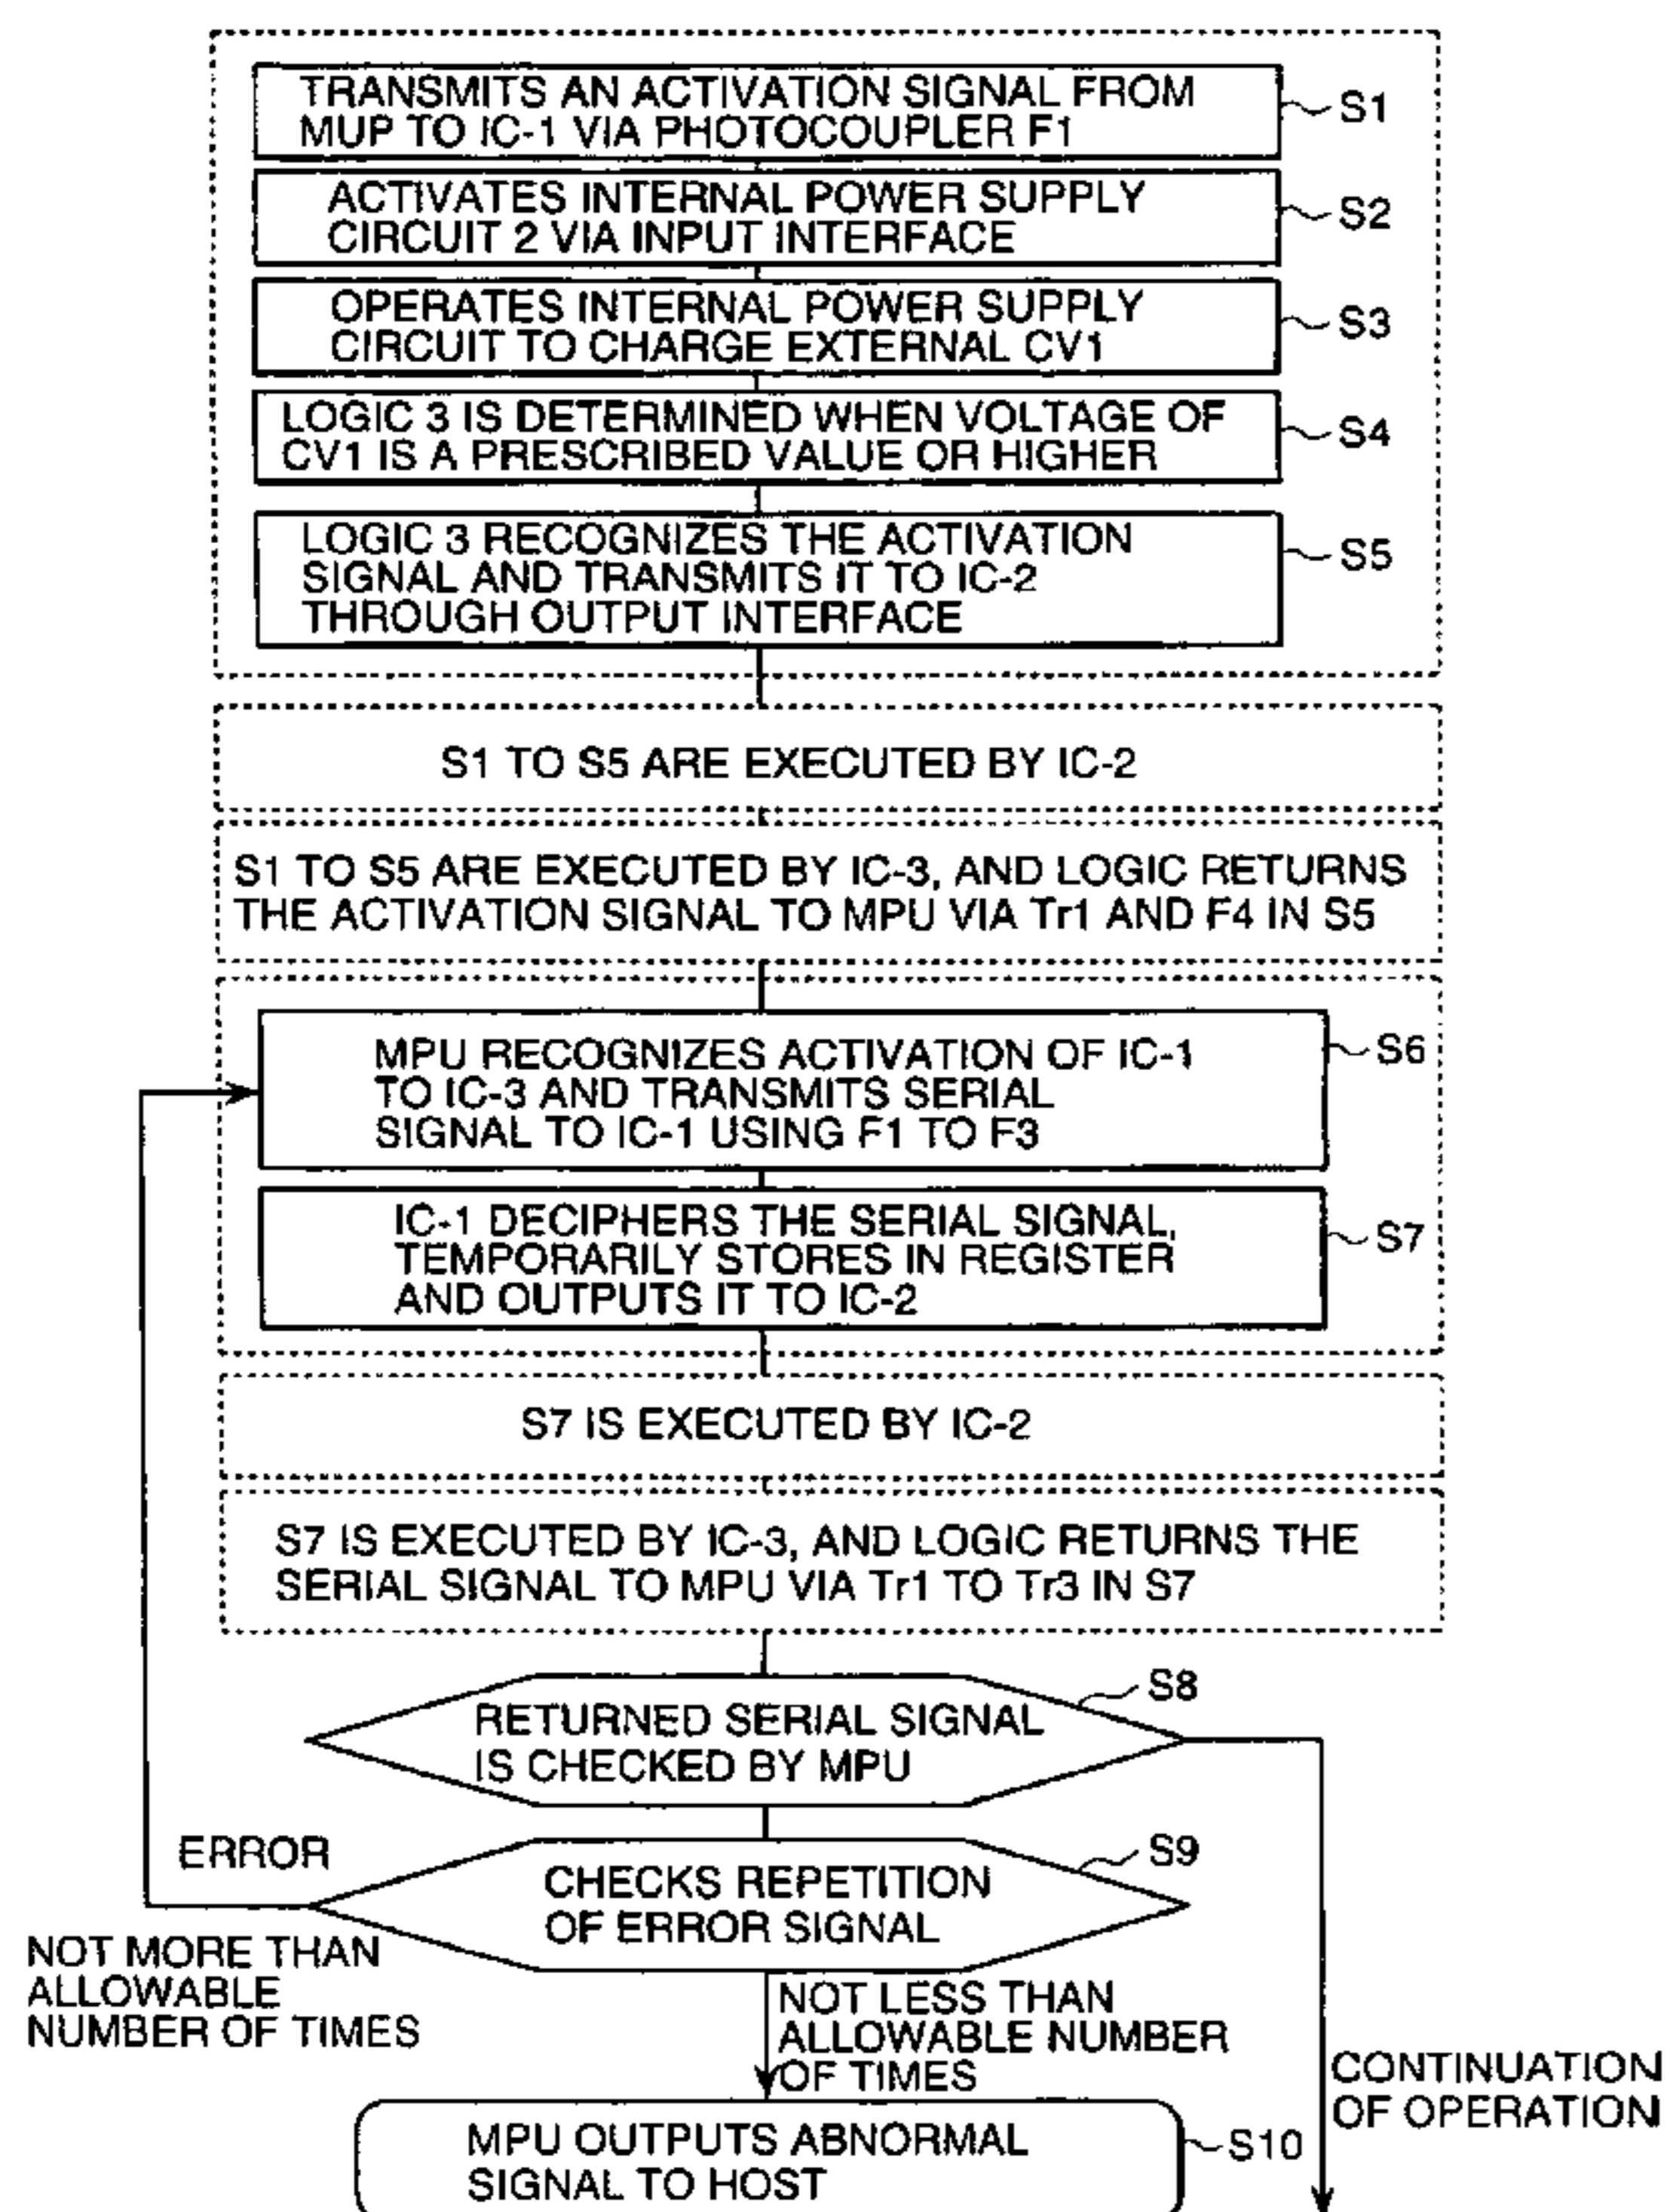 TRANSMITS AN ACTIVATION SIGNAL FROM
MUP TO IC-1 VIA PHOTOCOUPLER F1
S1
ACTIVATES INTERNAL POWER SUPPLY
CIRCUIT 2 VIA INPUT INTERFACE
S2
OPERATES INTERNAL POWER SUPPLY
CIRCUIT TO CHARGE EXTERNAL CV1
S3
LOGIC 3 IS DETERMINED WHEN VOLTAGE OF
CV1 IS A PRESCRIBED VALUE OR HIGHER
S4
LOGIC 3 RECOGNIZES THE ACTIVATION
SIGNAL AND TRANSMITS IT TO IC-2
THROUGH OUTPUT INTERFACE
S5
S1 TO S5 ARE EXECUTED BY IC-2
S1 TO S5 ARE EXECUTED BY IC-3, AND LOGIC RETURNS
THE ACTIVATION SIGNAL TO MPU VIA Tr1 AND F4 IN S5
MPU RECOGNIZES ACTIVATION OF IC-1
TO IC-3 AND TRANSMITS SERIAL
SIGNAL TO IC-1 USING F1 TO F3
S6
IC-1 DECIPHERS THE SERIAL SIGNAL,
TEMPORARILY STORES IN REGISTER
AND OUTPUTS IT TO IC-2
S7
S7 IS EXECUTED BY IC-2
S7 IS EXECUTED BY IC-3, AND LOGIC RETURNS THE
SERIAL SIGNAL TO MPU VIA Tr1 TO Tr3 IN S7
RETURNED SERIAL SIGNAL
IS CHECKED BY MPU
S8
ERROR
CHECKS REPETITION
OF ERROR SIGNAL
S9
NOT MORE THAN
ALLOWABLE
NUMBER OF TIMES
NOT LESS THAN
ALLOWABLE NUMBER
OF TIMES
CONTINUATION
OF OPERATION
MPU OUTPUTS ABNORMAL
SIGNAL TO HOST
S10